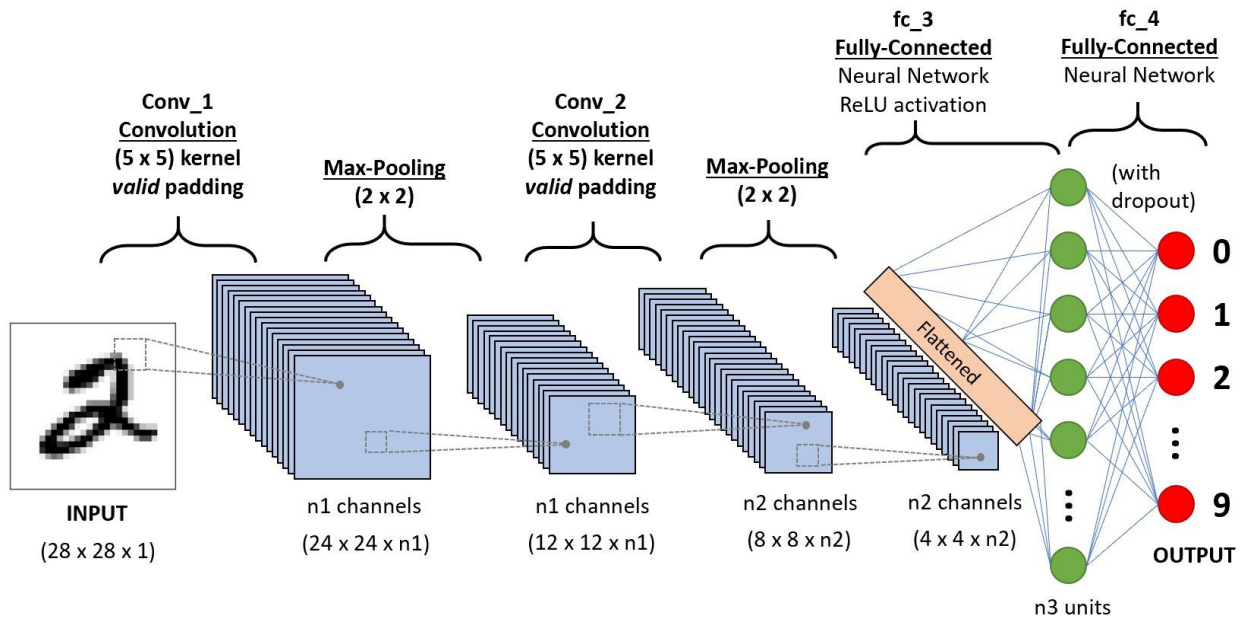 fc_3
Fully-Connected
Neural Network
ReLU activation
fc_4
Fully-Connected
Neural Network
Conv_1
Convolution
(5 x 5) kernel
valid padding
Max-Pooling
(2 x 2)
Conv_2
Convolution
(5 x 5) kernel
valid padding
Max-Pooling
(2 x 2)
(with
dropout)
Flattened
0
1
2
9
INPUT
(28 x 28 x 1)
n1 channels
(24 x 24 x n1)
n1 channels
(12 x 12 x n1)
n2 channels
(8 x 8 x n2)
n2 channels
(4 x 4 x n2)
OUTPUT
n3 units